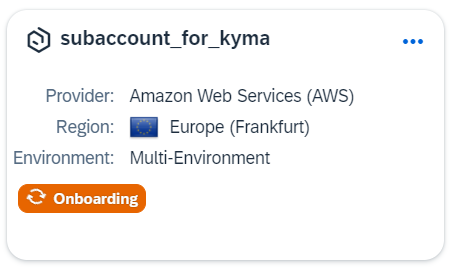 subaccount_for_kyma
Provider: Amazon Web Services (AWS)
Region: Europe (Frankfurt)
Environment: Multi-Environment
Onboarding